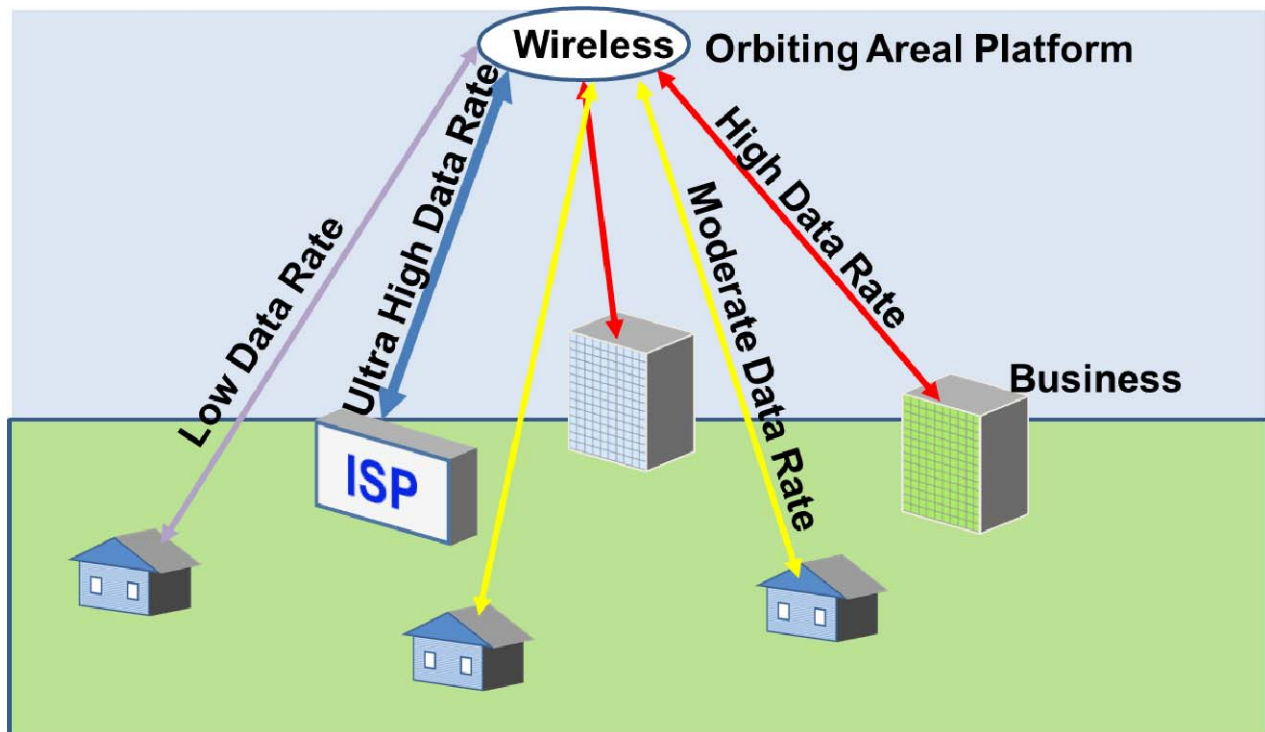 Wireless
Orbiting Areal Platform
Low Data Rate
Ultra High Data Rate
Moderate Data Rate
High Data Rate
Business
ISP